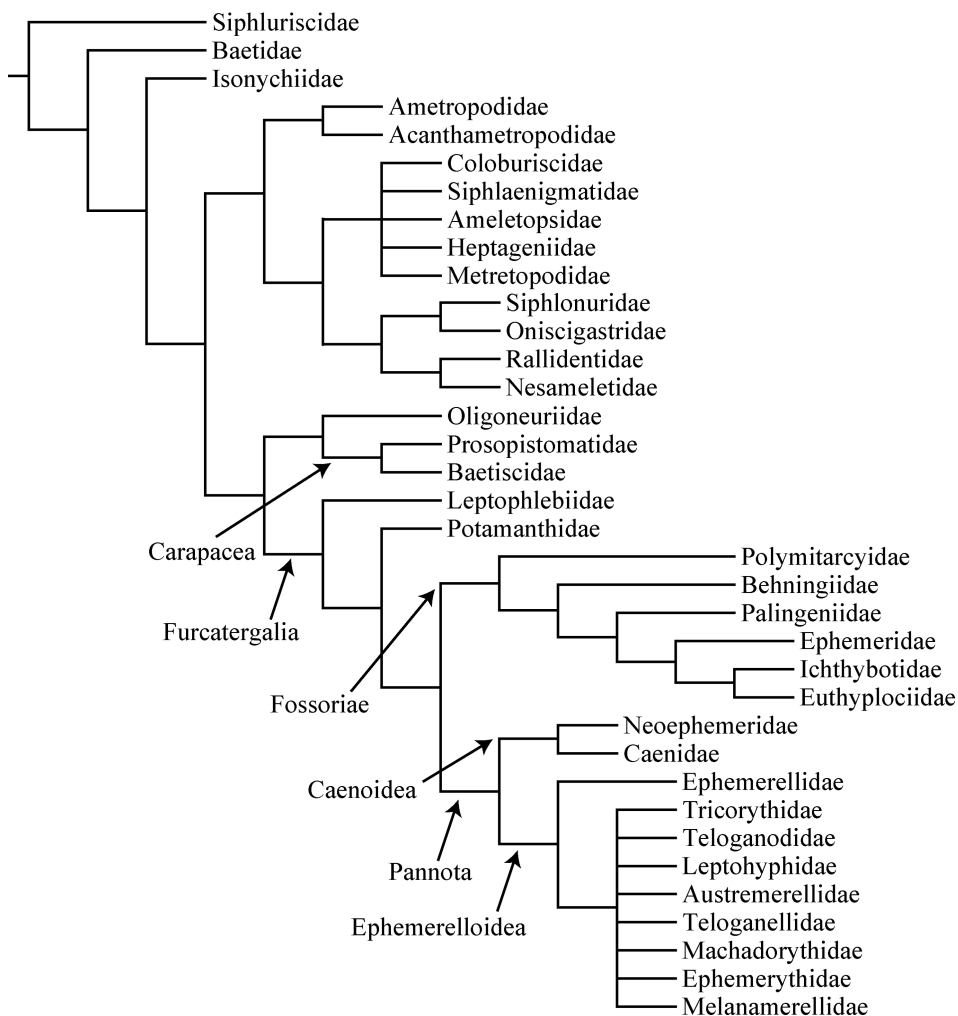 Siphluriscidae
Baetidae
Isonychiidae
Ametropodidae
Acanthametropodidae
Coloburiscidae
Siphlaenigmatidae
Ameletopsidae
Heptageniidae
Metretopodidae
Siphlonuridae
Oniscigastridae
Rallidentidae
Nesameletidae
Oligoneuriidae
Prosopistomatidae
Baetiscidae
Leptophlebiidae
Potamanthidae
Carapacea
Polymitarcyidae
Behningiidae
Palingeniidae
Furcatergalia
Ephemeridae
Ichthybotidae
Euthyplociidae
Fossoriae
Neoephemeridae
Caenidae
Ephemerellidae
Caenoidea
Tricorythidae
Teloganodidae
Leptohyphidae
Pannota
Austremerellidae
Teloganellidae
Ephemerelloidea
Machadorythidae
Ephemerythidae
Melanamerellidae